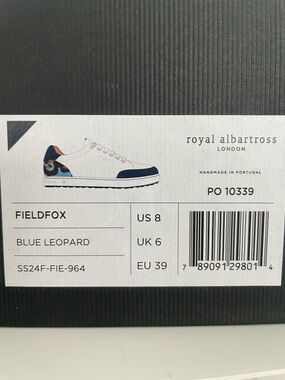 royal albartross
LONDON
HANDMADE IN PORTUGAL
PO 10339
FIELDFOX
BLUE LEOPARD
SS24F-FIE-964
US 8
UK 6
EU 39
7 89091 29801 4